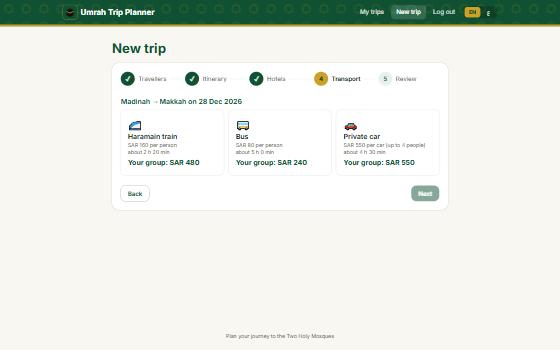 Umrah Trip Planner
My trips
New trip
Log out
EN
New trip
Travellers
Itinerary
Hotels
4 Transport
5 Review
Madinah → Makkah on 28 Dec 2026
Haramain train
SAR 160 per person
about 2 h 20 min
Your group: SAR 480
Bus
SAR 80 per person
about 5 h 0 min
Your group: SAR 240
Private car
SAR 550 per car (up to 4 people)
about 4 h 30 min
Your group: SAR 550
Back
Next
Plan your journey to the Two Holy Mosques